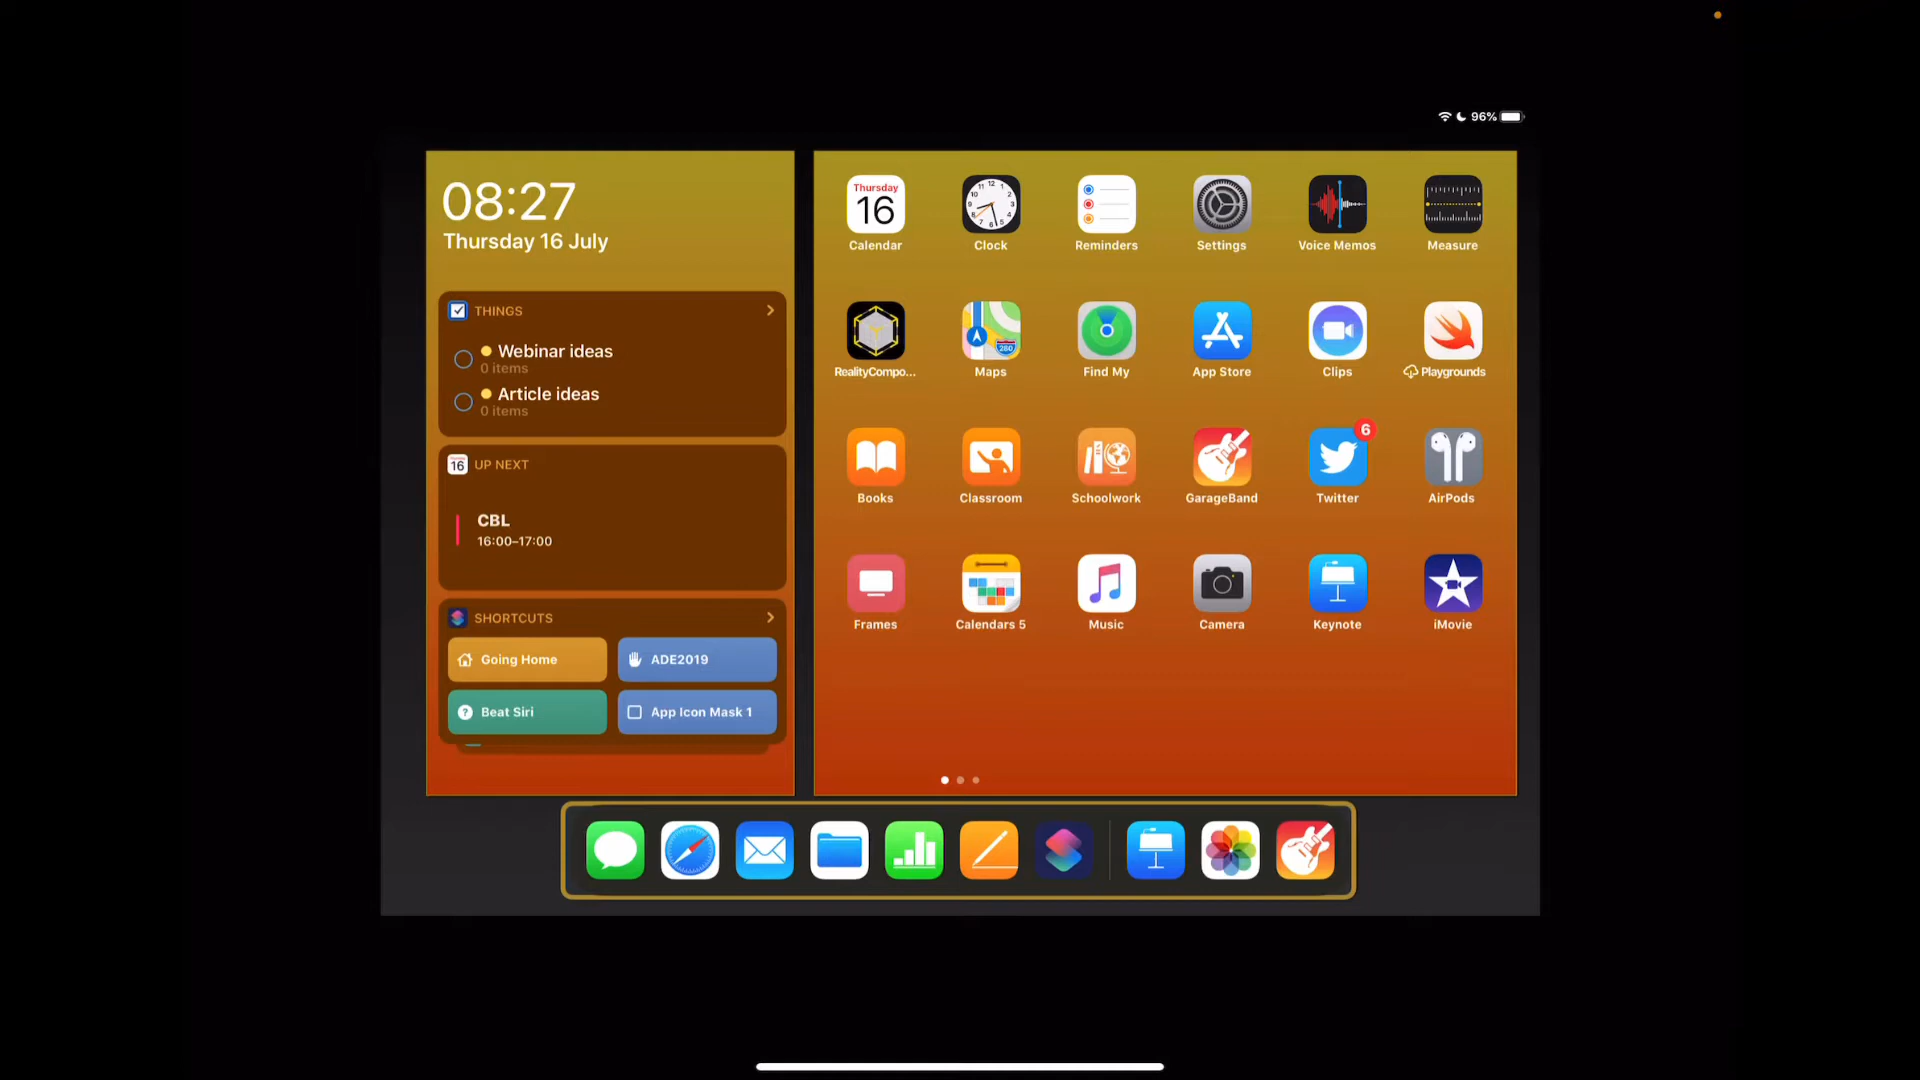 96%
08:27
Thursday 16 July
THINGS
Webinar ideas
0 items
Article ideas
0 items
16
UP NEXT
CBL
16:00–17:00
SHORTCUTS
Going Home
ADE2019
Beat Siri
App Icon Mask 1
Thursday
16
Calendar
Clock
Reminders
Settings
Voice Memos
Measure
RealityCompo...
280
Maps
Find My
App Store
Clips
Playgrounds
Books
Classroom
Schoolwork
GarageBand
6
Twitter
AirPods
Frames
Calendars 5
Music
Camera
Keynote
iMovie